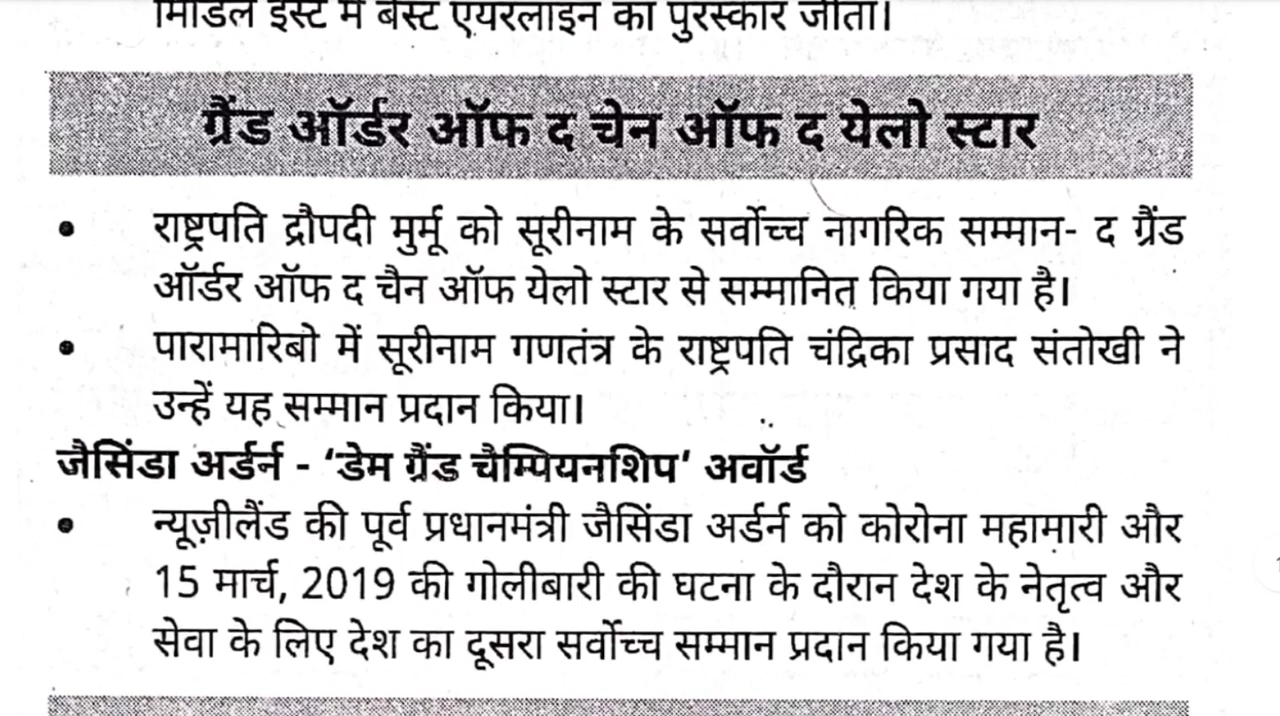 मिडिल ईस्ट में बेस्ट एयरलाइन का पुरस्कार जीता।
ग्रैंड ऑर्डर ऑफ द चेन ऑफ द येलो स्टार
• राष्ट्रपति द्रौपदी मुर्मू को सूरीनाम के सर्वोच्च नागरिक सम्मान- द ग्रैंड
ऑर्डर ऑफ द चैन ऑफ येलो स्टार से सम्मानित किया गया है।
• पारामारिबो में सूरीनाम गणतंत्र के राष्ट्रपति चंद्रिका प्रसाद संतोखी ने
उन्हें यह सम्मान प्रदान किया।
जैसिंडा अर्डर्न - ‘डेम ग्रैंड चैम्पियनशिप’ अवॉर्ड
• न्यूज़ीलैंड की पूर्व प्रधानमंत्री जैसिंडा अर्डर्न को कोरोना महामारी और
15 मार्च, 2019 की गोलीबारी की घटना के दौरान देश के नेतृत्व और
सेवा के लिए देश का दूसरा सर्वोच्च सम्मान प्रदान किया गया है।